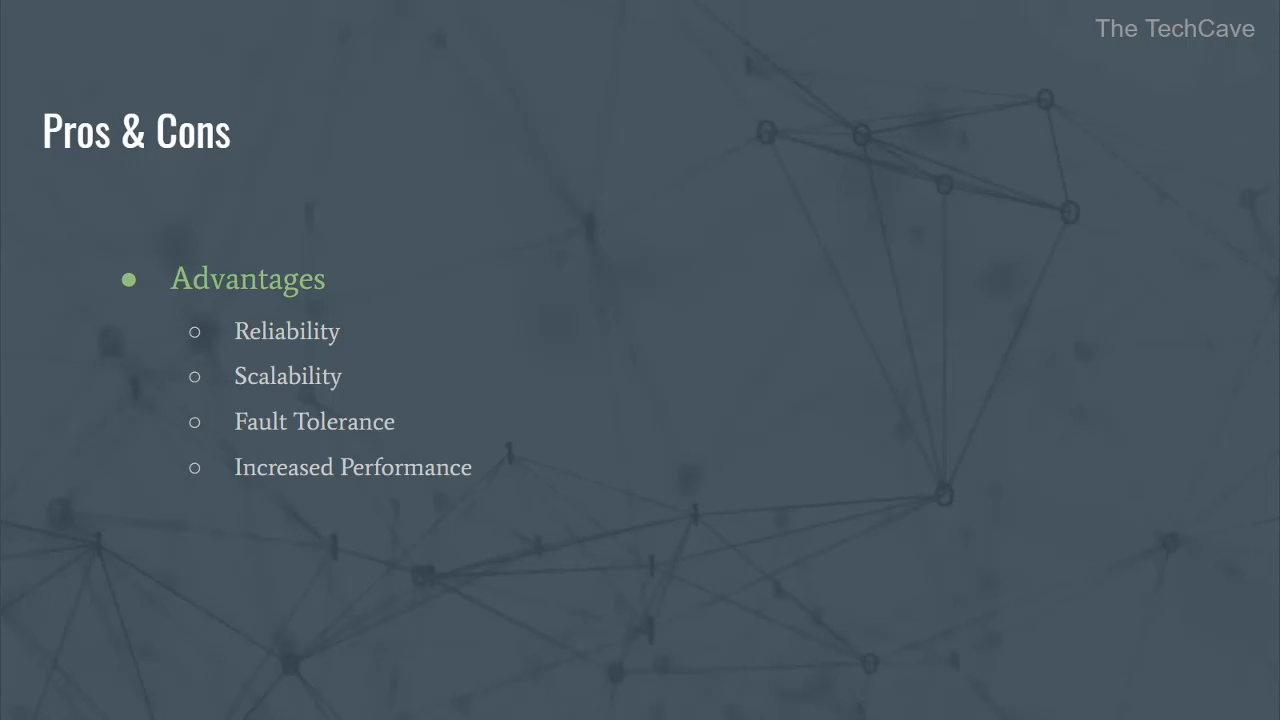 The TechCave
Pros & Cons
● Advantages
○ Reliability
○ Scalability
○ Fault Tolerance
○ Increased Performance